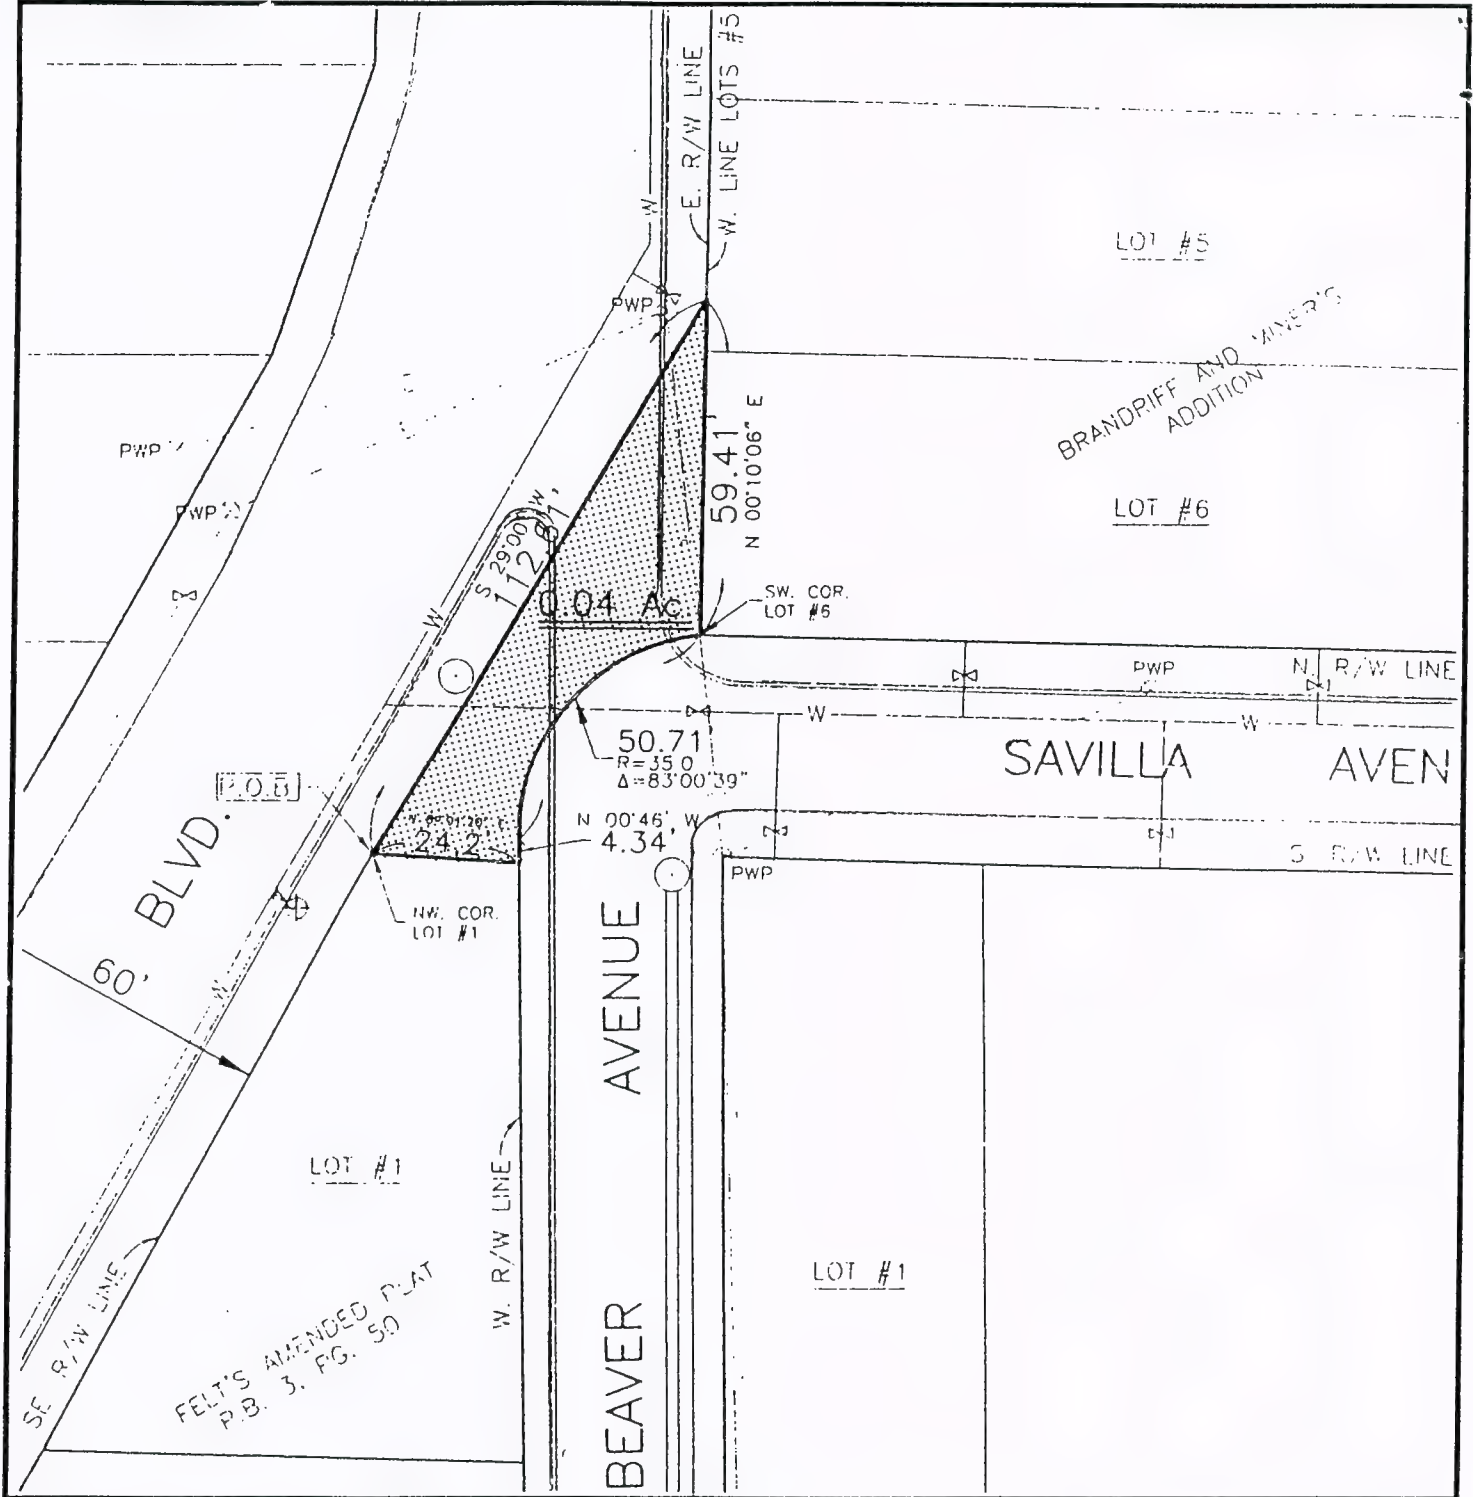 E. R/W LINE
W. LINE LOTS #5
W
LOT #5
PWP
BRANDRIFF AND MINER'S
ADDITION
PWP
59.41'
N 00°10'06" E
PWP
LOT #6
S 29°00' W
112.61'
W
0.04 Ac
SW. COR.
LOT #6
PWP
N R/W LINE
W
W
50.71
R=35.0
Δ=83°00'39"
SAVILLA AVEN
P.O.B
N 00°46' W
4.34'
24.2
S R/W LINE
PWP
BLVD.
NW. COR.
LOT #1
60'
W
BEAVER AVENUE
LOT #1
W. R/W LINE
LOT #1
SE R/W LINE
FELT'S AMENDED PLAT
P.B. 3, PG. 50